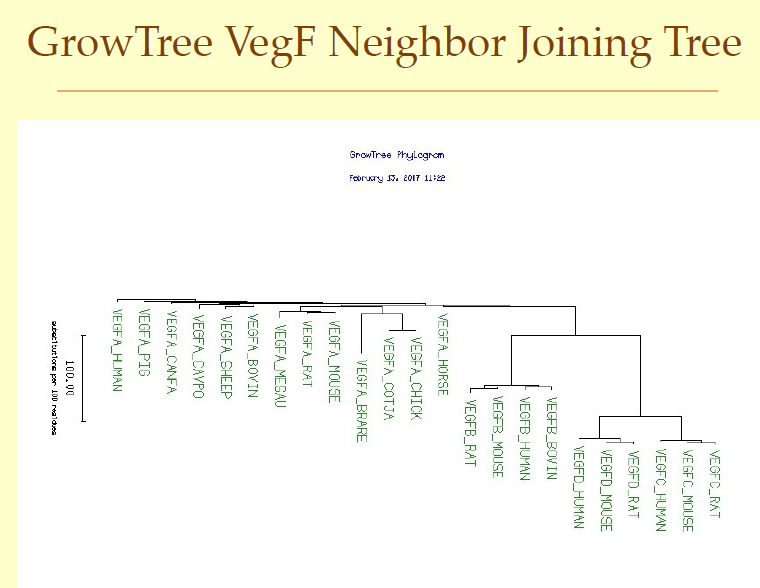 GrowTree VegF Neighbor Joining Tree
GrowTree Phylogram
February 13, 2017 11:22
VEGFA_HUMAN
VEGFA_PIG
VEGFA_CANFA
VEGFA_CAVPO
VEGFA_SHEEP
VEGFA_BOVIN
VEGFA_MESAU
VEGFA_RAT
VEGFA_MOUSE
VEGFA_BRARE
VEGFA_COTJA
VEGFA_CHICK
VEGFA_HORSE
VEGFB_RAT
VEGFB_MOUSE
VEGFB_HUMAN
VEGFB_BOVIN
VEGFD_HUMAN
VEGFD_MOUSE
VEGFD_RAT
VEGFC_HUMAN
VEGFC_MOUSE
VEGFC_RAT
100.00
substitutions per 100 residues